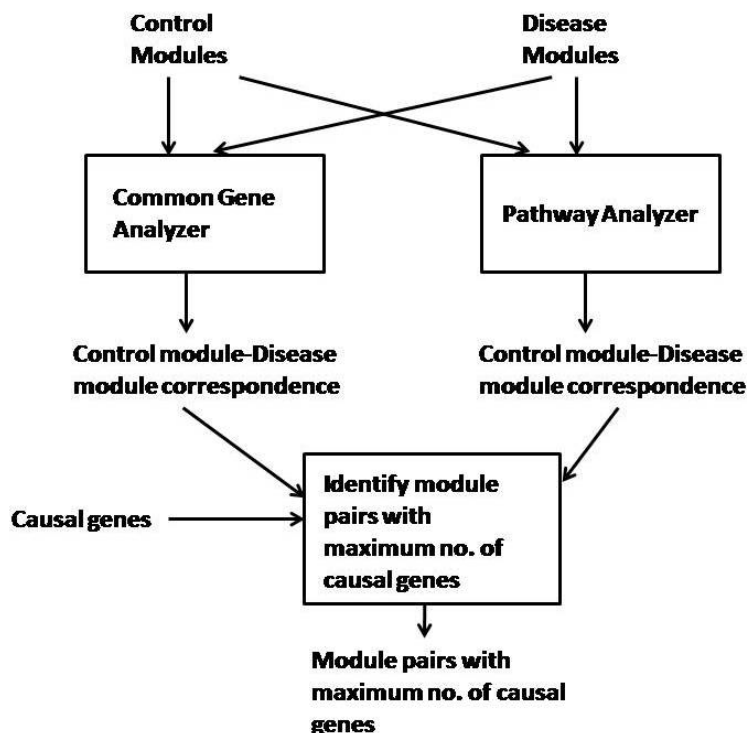 Control
Modules
Disease
Modules
Common Gene
Analyzer
Pathway Analyzer
Control module-Disease
module correspondence
Control module-Disease
module correspondence
Causal genes
Identify module
pairs with
maximum no. of
causal genes
Module pairs with
maximum no. of causal
genes